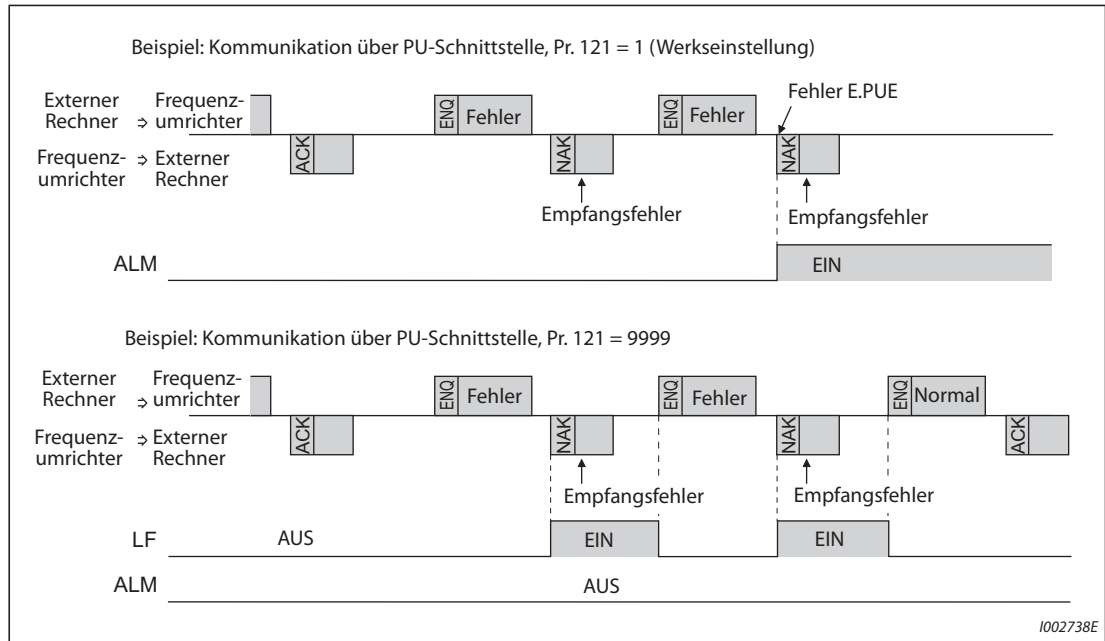 Beispiel: Kommunikation über PU-Schnittstelle, Pr. 121 = 1 (Werkseinstellung)
Externer Rechner ⇒ Frequenz-umrichter
Frequenz-umrichter ⇒ Externer Rechner
ACK
ENQ Fehler
NAK
Empfangsfehler
ENQ Fehler
Fehler E.PUE
NAK
Empfangsfehler
ALM
EIN
Beispiel: Kommunikation über PU-Schnittstelle, Pr. 121 = 9999
Externer Rechner ⇒ Frequenz-umrichter
Frequenz-umrichter ⇒ Externer Rechner
ACK
ENQ Fehler
NAK
Empfangsfehler
ENQ Fehler
NAK
Empfangsfehler
ENQ Normal
ACK
LF
AUS
EIN
EIN
ALM
AUS
I002738E